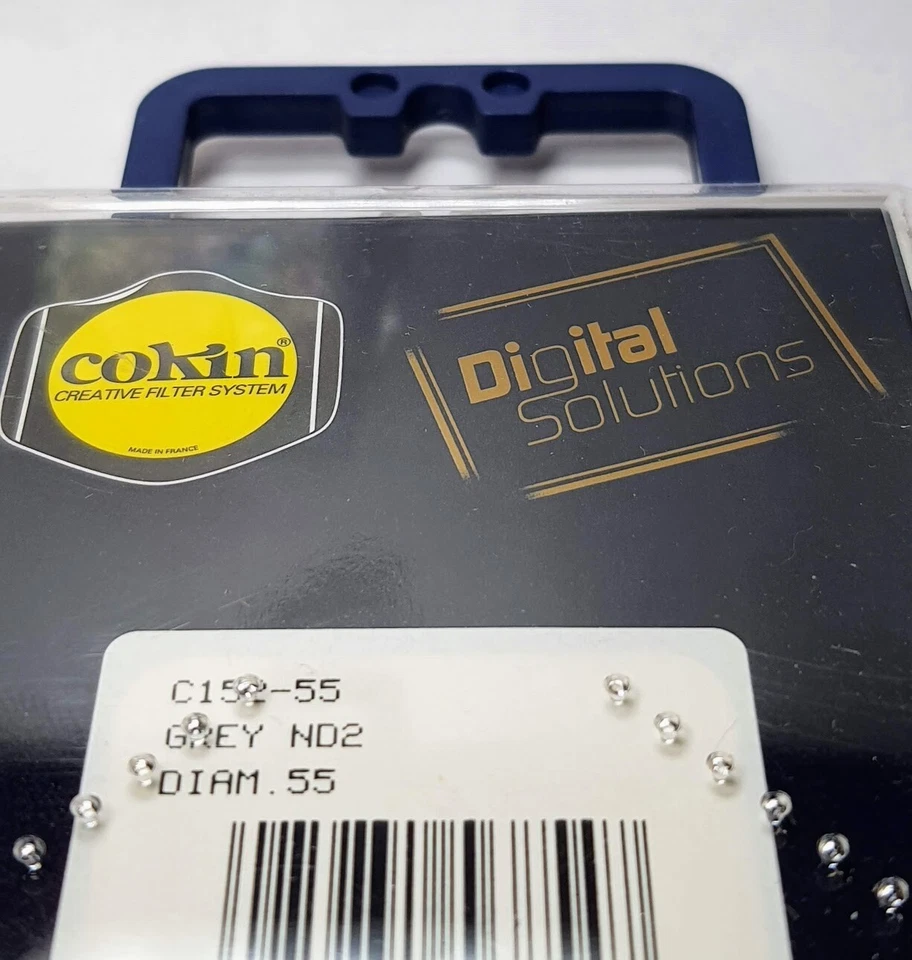 cokin®
CREATIVE FILTER SYSTEM
MADE IN FRANCE
Digital
Solutions
C152-55
GREY ND2
DIAM.55